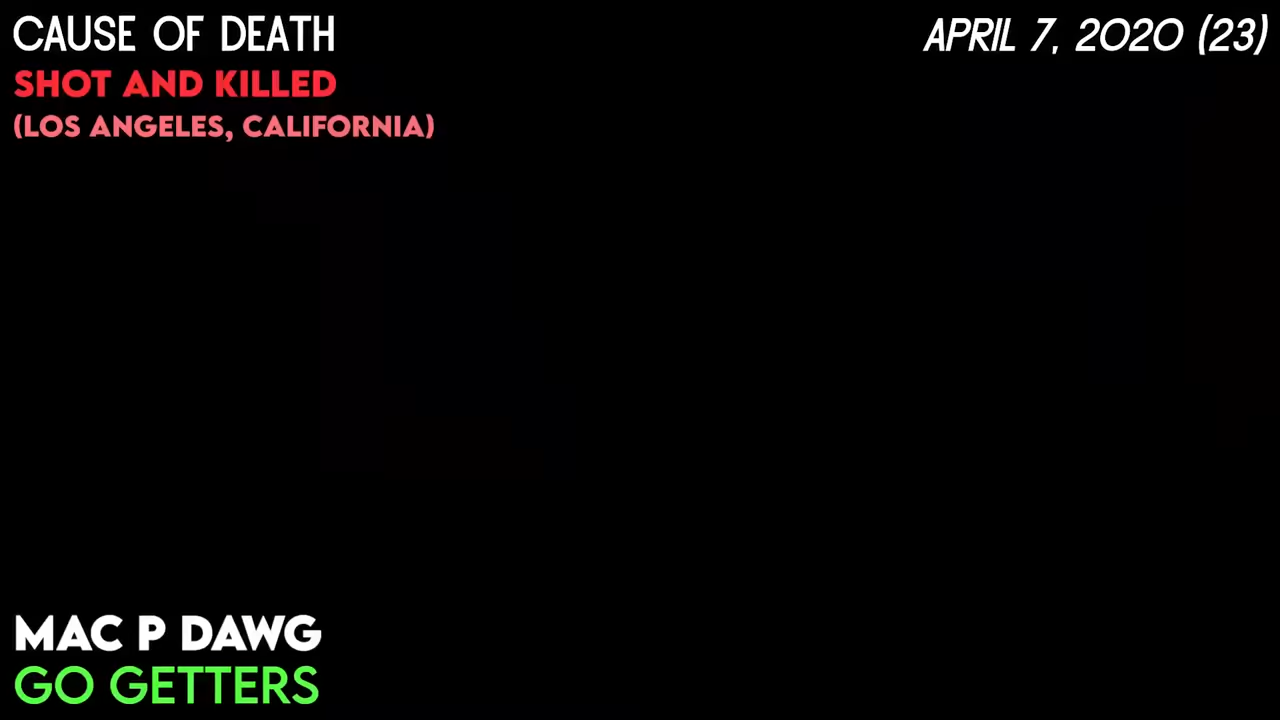 CAUSE OF DEATH
APRIL 7, 2020 (23)
SHOT AND KILLED
(LOS ANGELES, CALIFORNIA)
MAC P DAWG
GO GETTERS